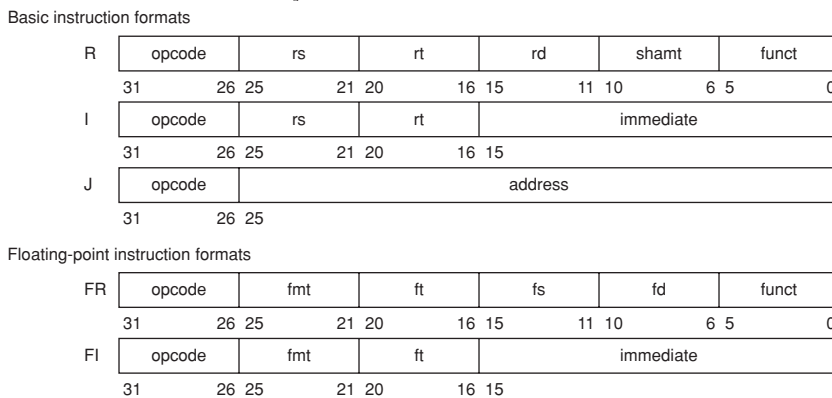 Basic instruction formats
R opcode rs rt rd shamt funct
31 26 25 21 20 16 15 11 10 6 5 0
I opcode rs rt immediate
31 26 25 21 20 16 15
J opcode address
31 26 25
Floating-point instruction formats
FR opcode fmt ft fs fd funct
31 26 25 21 20 16 15 11 10 6 5 0
FI opcode fmt ft immediate
31 26 25 21 20 16 15